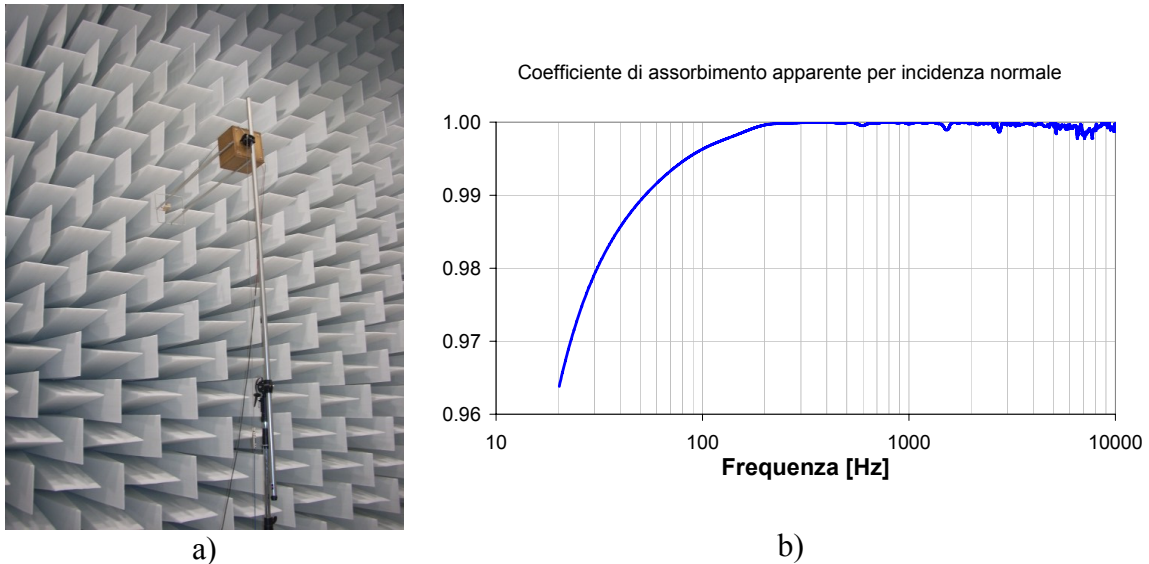 Coefficiente di assorbimento apparente per incidenza normale
1.00
0.99
0.98
0.97
0.96
10 100 1000 10000
Frequenza [Hz]
a) b)